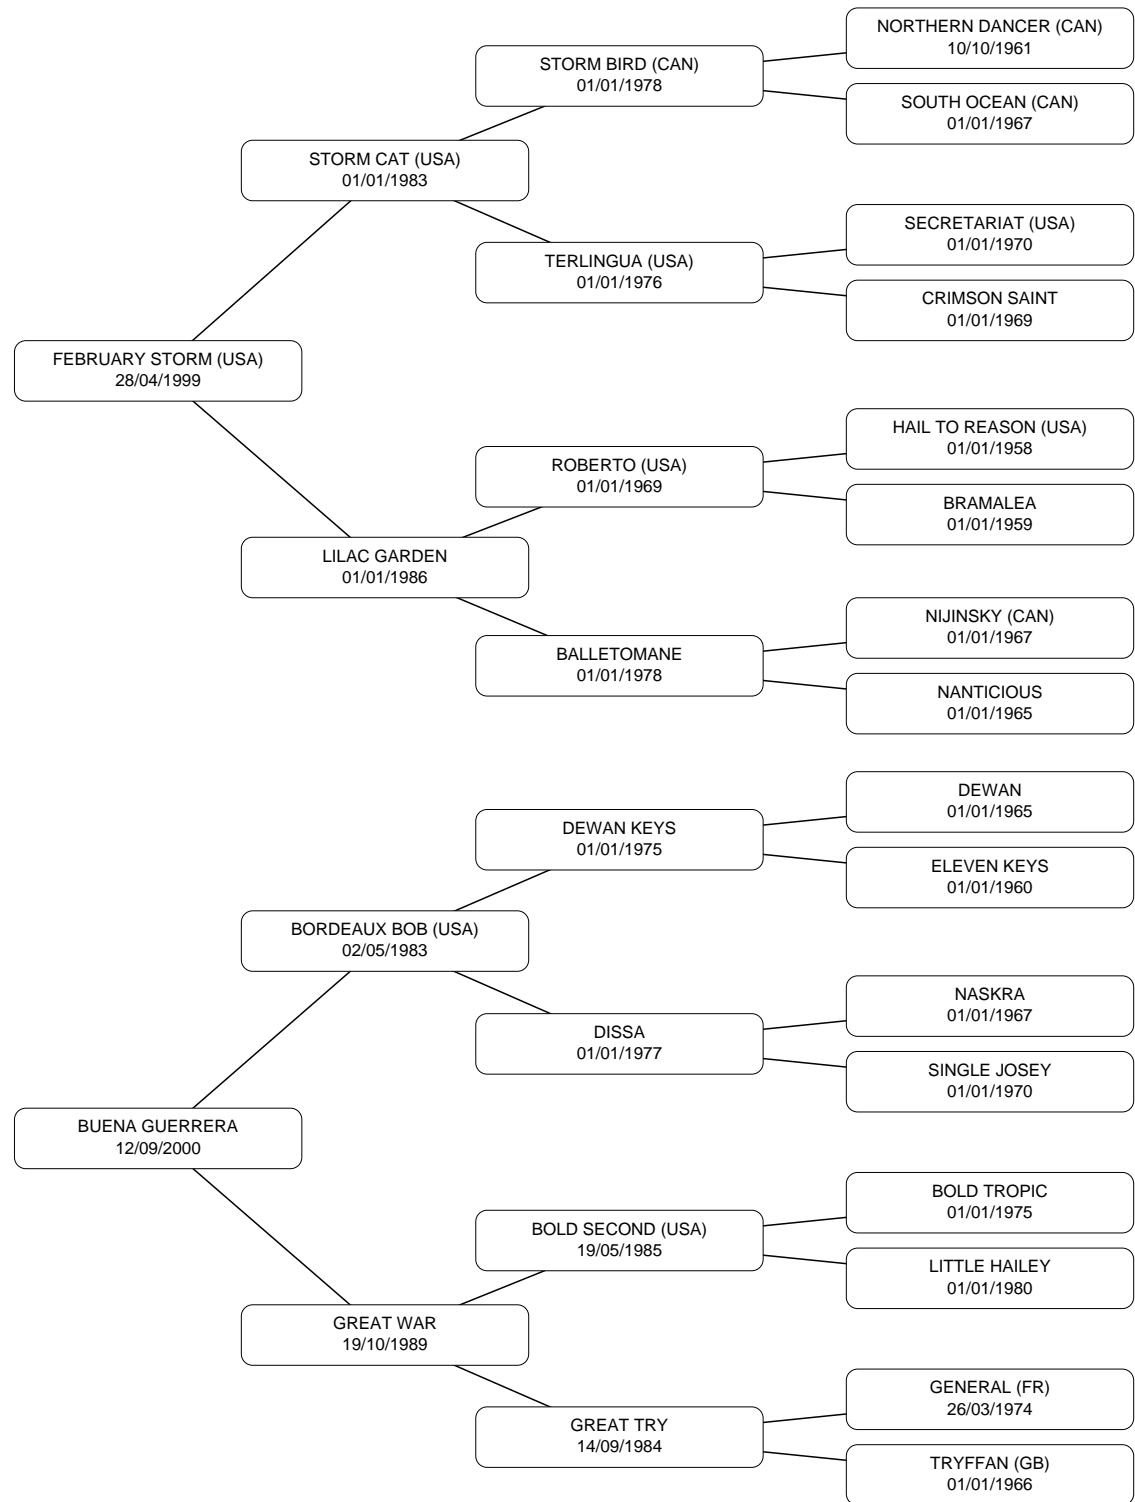 NORTHERN DANCER (CAN)
10/10/1961
STORM BIRD (CAN)
01/01/1978
SOUTH OCEAN (CAN)
01/01/1967
STORM CAT (USA)
01/01/1983
SECRETARIAT (USA)
01/01/1970
TERLINGUA (USA)
01/01/1976
CRIMSON SAINT
01/01/1969
FEBRUARY STORM (USA)
28/04/1999
HAIL TO REASON (USA)
01/01/1958
ROBERTO (USA)
01/01/1969
BRAMALEA
01/01/1959
LILAC GARDEN
01/01/1986
NIJINSKY (CAN)
01/01/1967
BALLETOMANE
01/01/1978
NANTICIOUS
01/01/1965
DEWAN
01/01/1965
DEWAN KEYS
01/01/1975
ELEVEN KEYS
01/01/1960
BORDEAUX BOB (USA)
02/05/1983
NASKRA
01/01/1967
DISSA
01/01/1977
SINGLE JOSEY
01/01/1970
BUENA GUERRERA
12/09/2000
BOLD TROPIC
01/01/1975
BOLD SECOND (USA)
19/05/1985
LITTLE HAILEY
01/01/1980
GREAT WAR
19/10/1989
GENERAL (FR)
26/03/1974
GREAT TRY
14/09/1984
TRYFFAN (GB)
01/01/1966